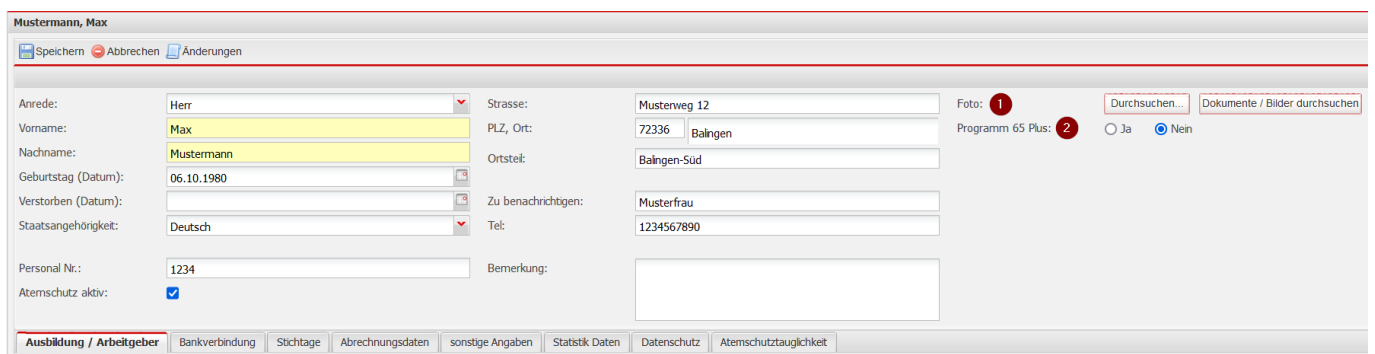 Mustermann, Max
Speichern Abbrechen Änderungen
Anrede: Herr Strasse: Musterweg 12 Foto: 1 Durchsuchen... Dokumente / Bilder durchsuchen
Vorname: Max PLZ, Ort: 72336 Balingen Programm 65 Plus: 2 Ja Nein
Nachname: Mustermann
Ortsteil: Balingen-Süd
Geburtstag (Datum): 06.10.1980
Verstorben (Datum): Zu benachrichtigen: Musterfrau
Staatsangehörigkeit: Deutsch Tel: 1234567890
Personal Nr.: 1234 Bemerkung:
Atemschutz aktiv:
Ausbildung / Arbeitgeber Bankverbindung Stichtage Abrechnungsdaten sonstige Angaben Statistik Daten Datenschutz Atemschutztauglichkeit